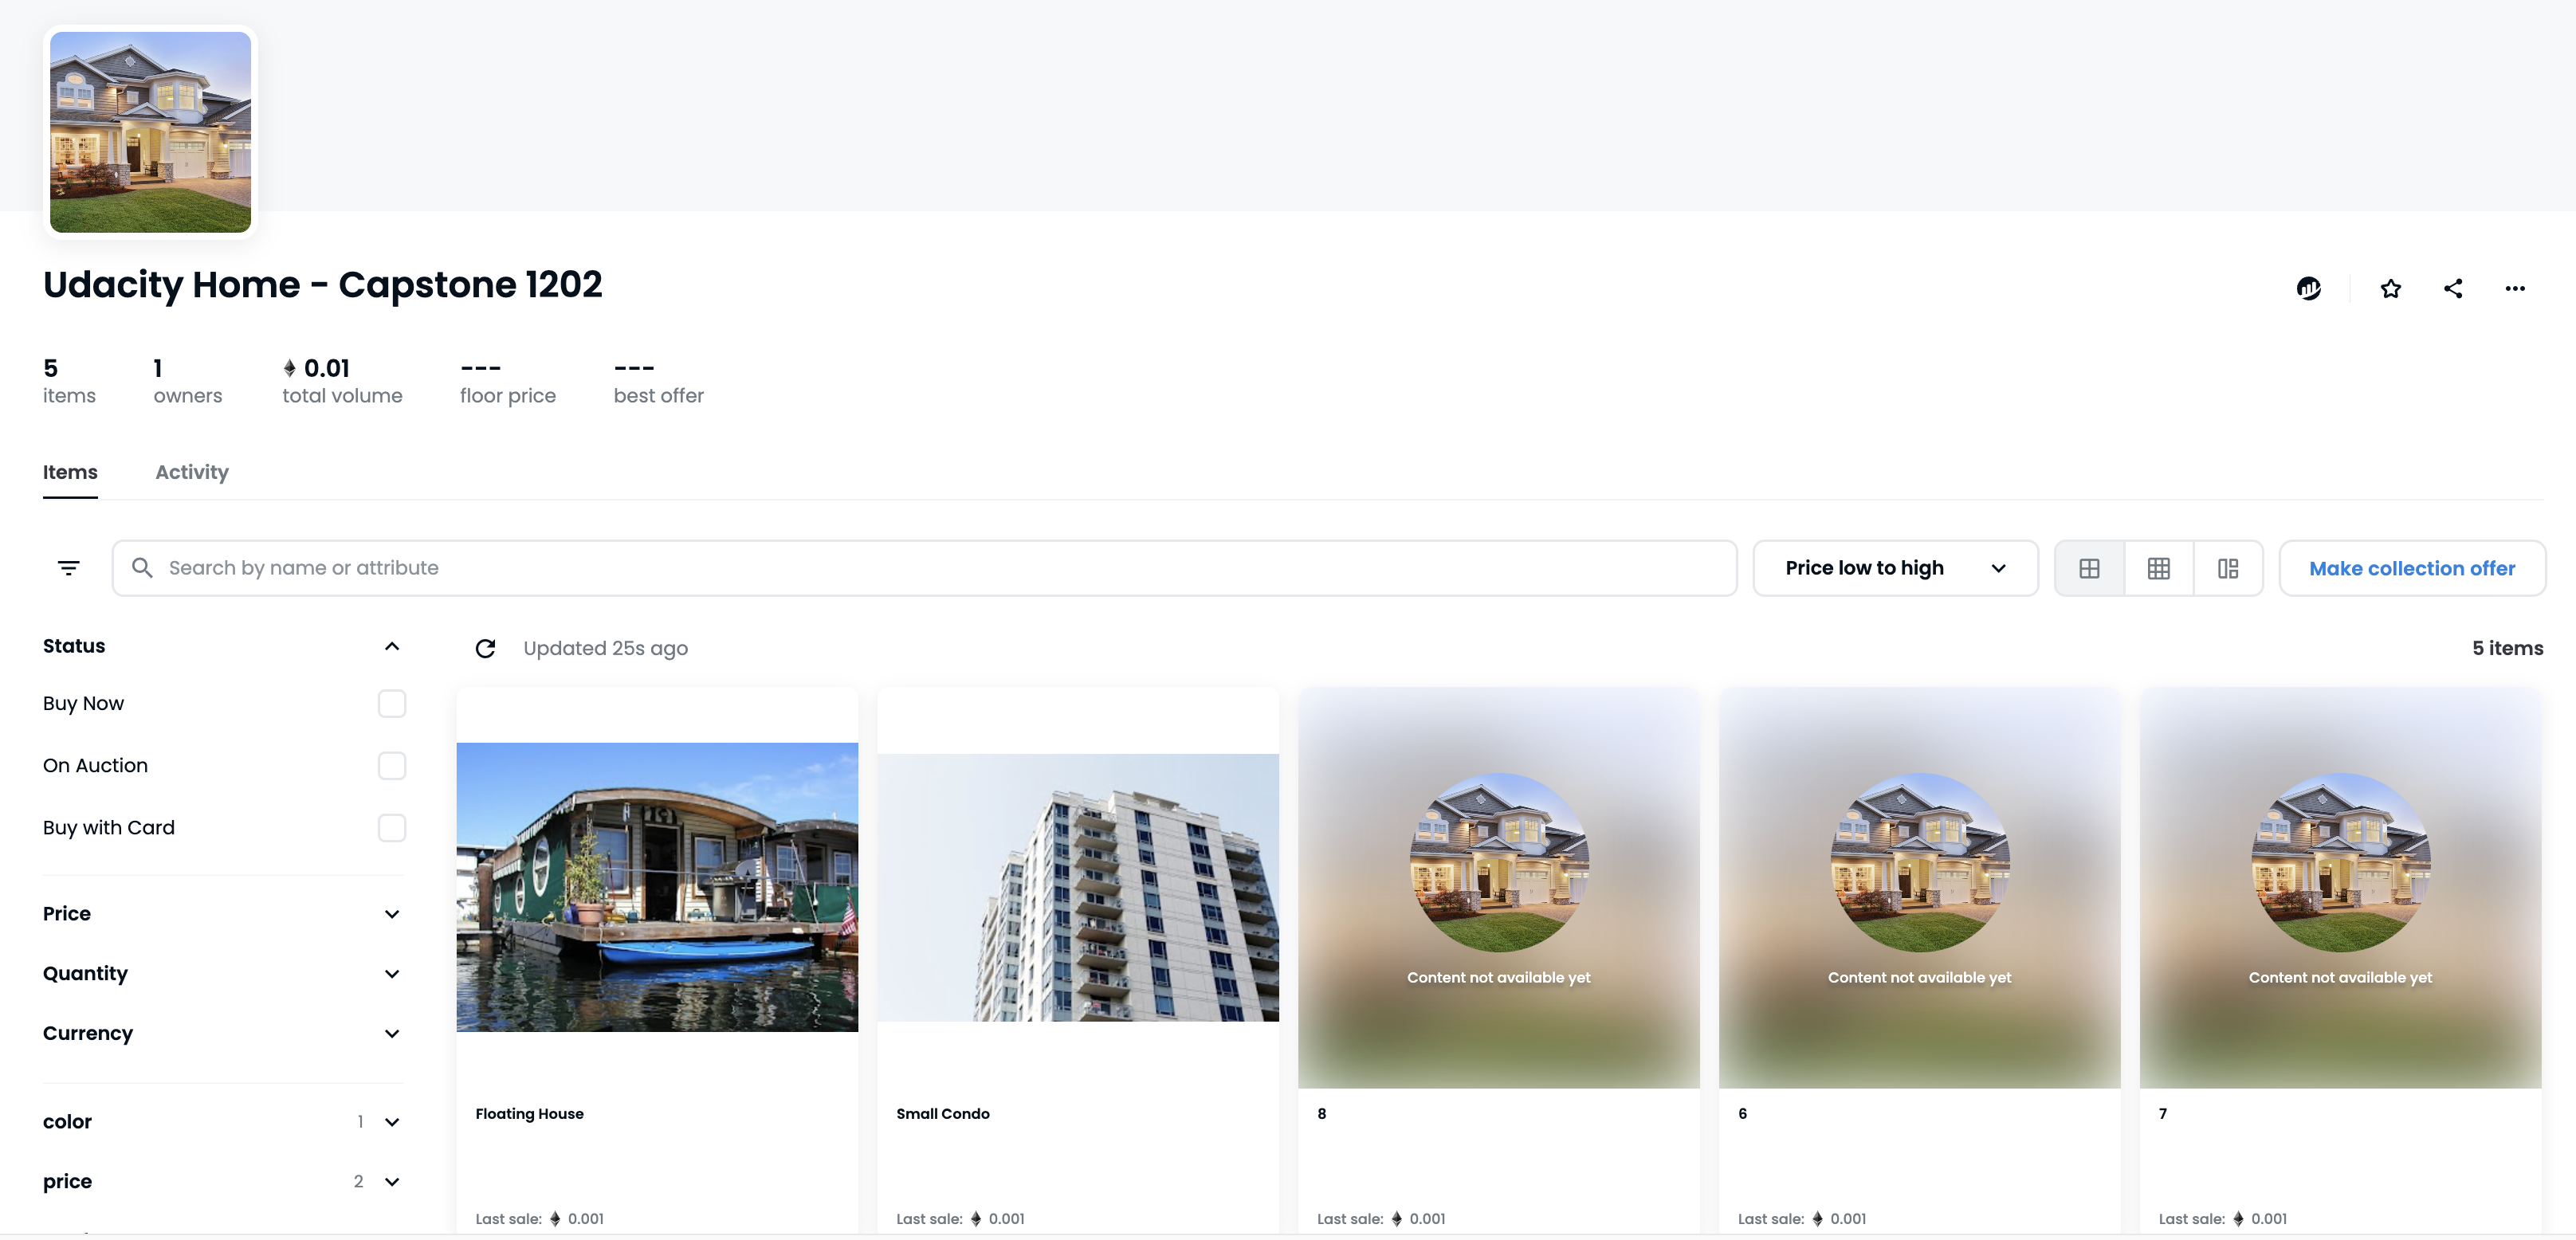 Udacity Home - Capstone 1202
5 1 0.01 --- ---
items owners total volume floor price best offer
Items Activity
Search by name or attribute Price low to high Make collection offer
Status Updated 25s ago 5 items
Buy Now
On Auction
Buy with Card
Price
Quantity
Content not available yet Content not available yet Content not available yet
Currency
Floating House Small Condo 8 6 7
color 1
price 2
Last sale: 0.001 Last sale: 0.001 Last sale: 0.001 Last sale: 0.001 Last sale: 0.001